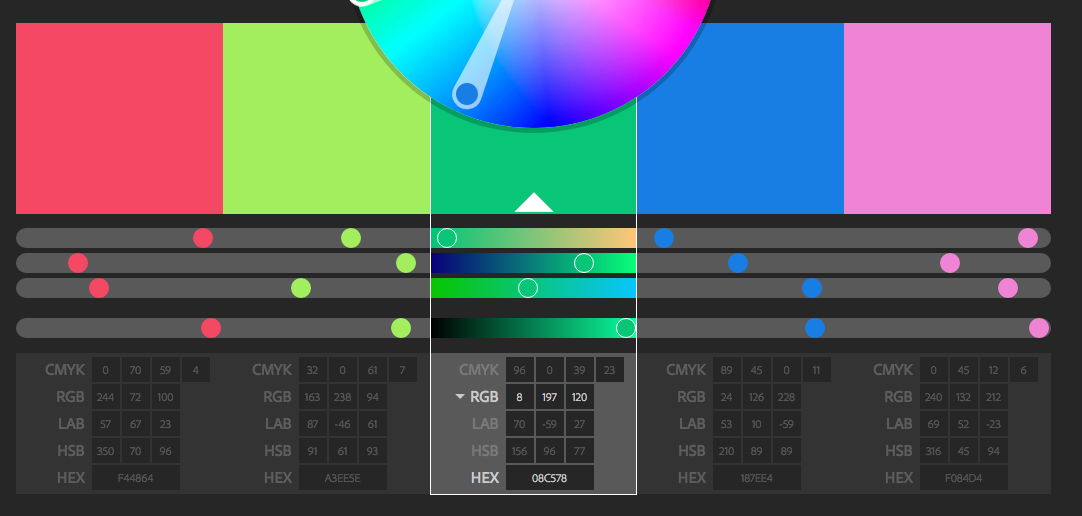 CMYK 0 70 59 4
RGB 244 72 100
LAB 57 67 23
HSB 350 70 96
HEX F44864
CMYK 32 0 61 7
RGB 163 238 94
LAB 87 -46 61
HSB 91 61 93
HEX A3EE5E
CMYK 96 0 39 23
RGB 8 197 120
LAB 70 -59 27
HSB 156 96 77
HEX 08C578
CMYK 89 45 0 11
RGB 24 126 228
LAB 53 10 -59
HSB 210 89 89
HEX 187EE4
CMYK 0 45 12 6
RGB 240 132 212
LAB 69 52 -23
HSB 316 45 94
HEX F084D4